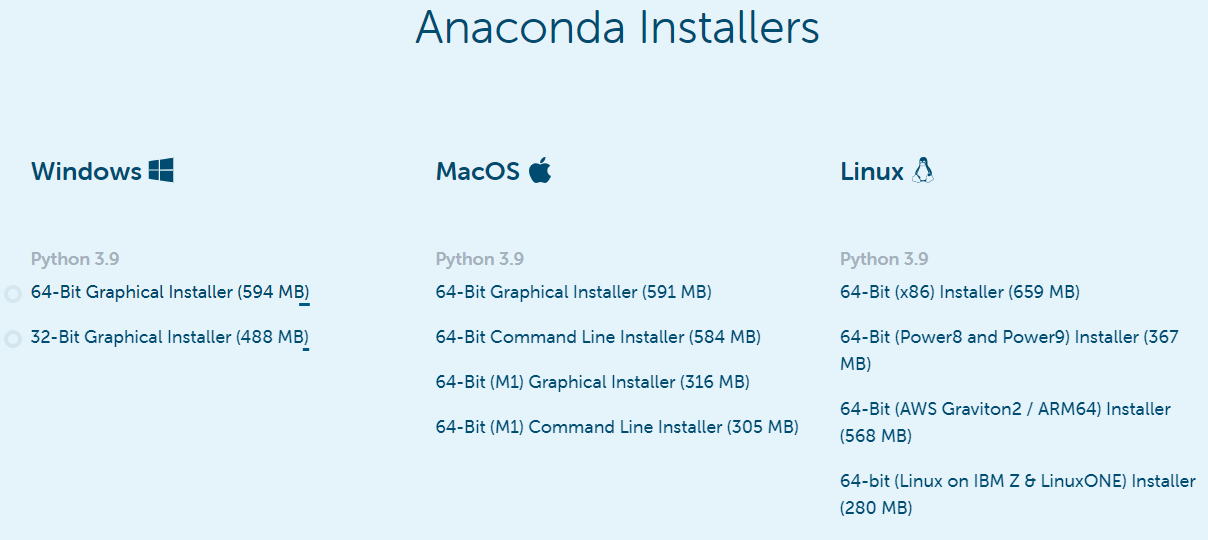 Anaconda Installers
Windows
Python 3.9
64-Bit Graphical Installer (594 MB)
32-Bit Graphical Installer (488 MB)
MacOS
Python 3.9
64-Bit Graphical Installer (591 MB)
64-Bit Command Line Installer (584 MB)
64-Bit (M1) Graphical Installer (316 MB)
64-Bit (M1) Command Line Installer (305 MB)
Linux
Python 3.9
64-Bit (x86) Installer (659 MB)
64-Bit (Power8 and Power9) Installer (367
MB)
64-Bit (AWS Graviton2 / ARM64) Installer
(568 MB)
64-bit (Linux on IBM Z & LinuxONE) Installer
(280 MB)